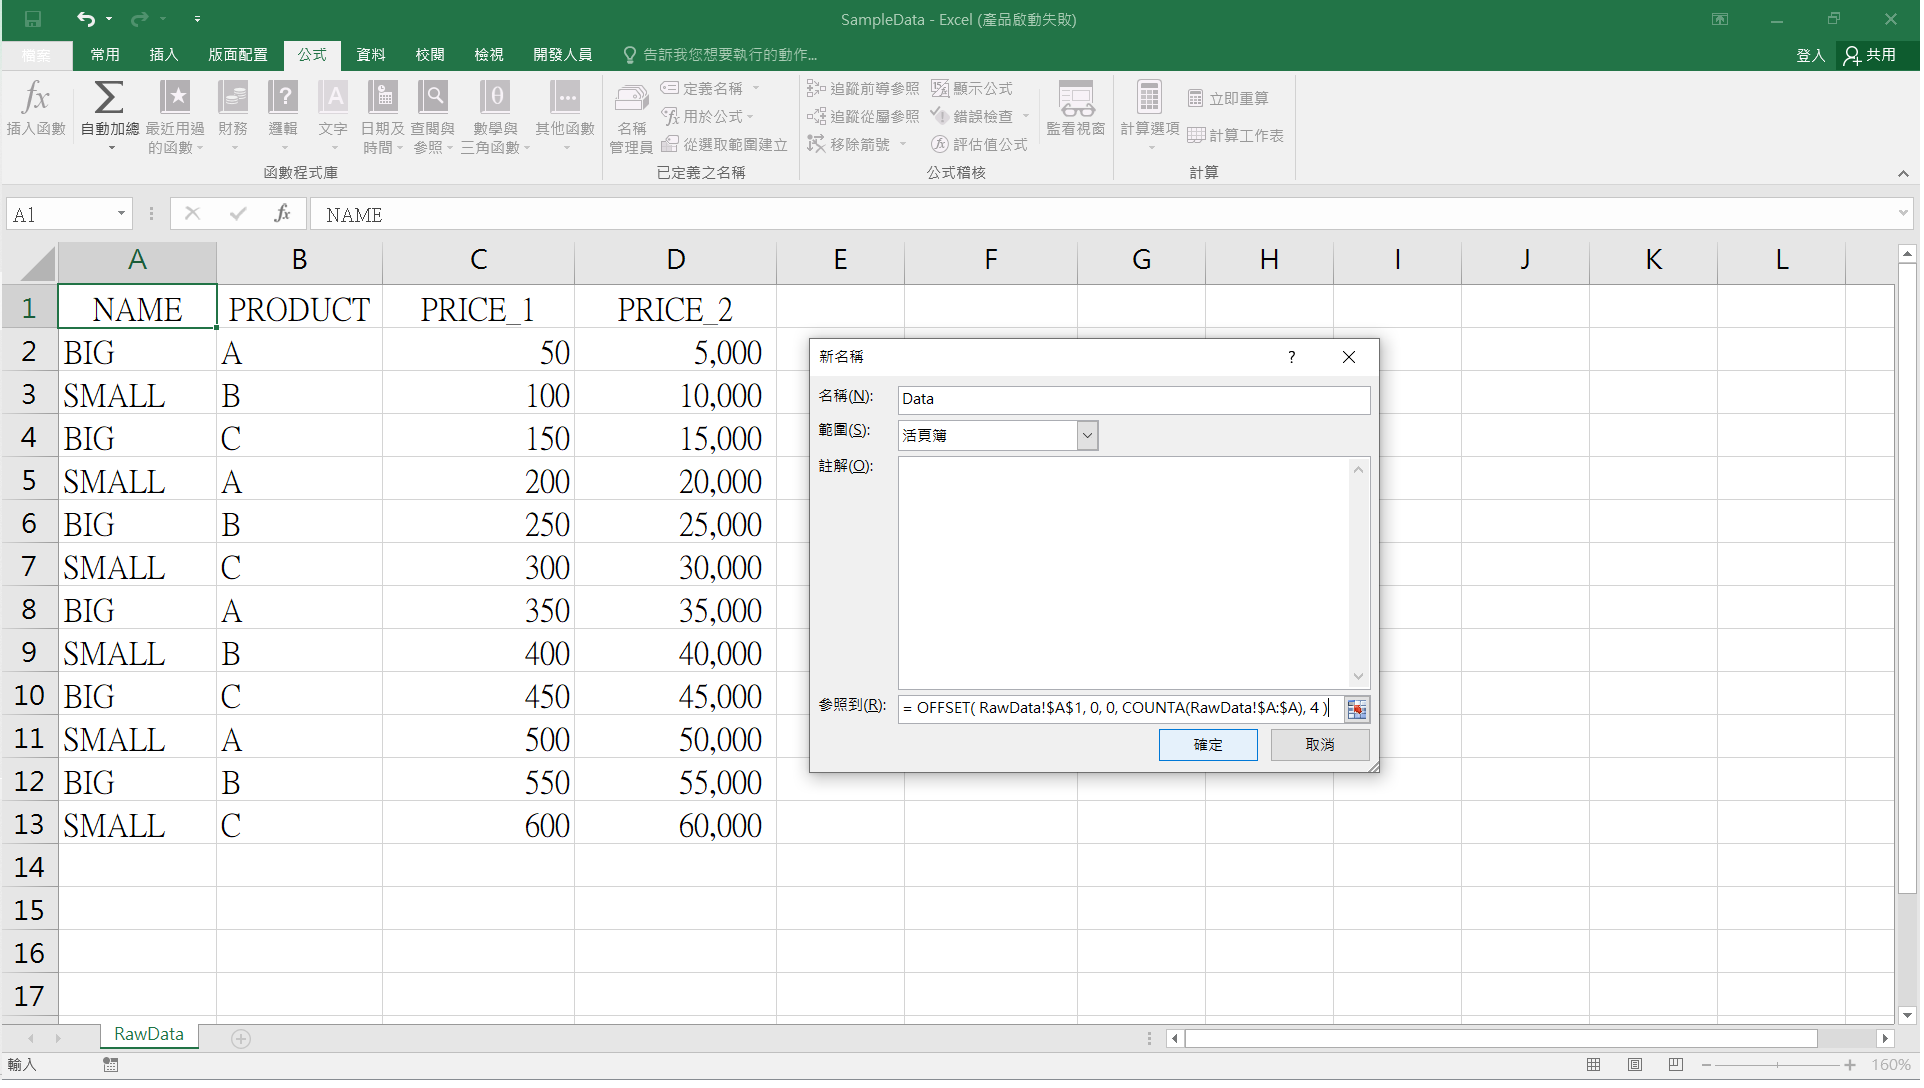 SampleData - Excel (產品啟動失敗)
檔案 常用 插入 版面配置 公式 資料 校閱 檢視 開發人員 告訴我您想要執行的動作... 登入 共用
插入函數
自動加總
最近用過的函數
財務
邏輯
文字
日期及時間
查閱與參照
數學與三角函數
其他函數
函數程式庫
名稱管理員
定義名稱
用於公式
從選取範圍建立
已定義之名稱
追蹤前導參照
追蹤從屬參照
移除箭號
顯示公式
錯誤檢查
評估值公式
公式稽核
監看視窗
計算選項
立即重算
計算工作表
計算
A1 fx NAME
A B C D E F G H I J K L
1 NAME PRODUCT PRICE_1 PRICE_2
2 BIG A 50 5,000
3 SMALL B 100 10,000
4 BIG C 150 15,000
5 SMALL A 200 20,000
6 BIG B 250 25,000
7 SMALL C 300 30,000
8 BIG A 350 35,000
9 SMALL B 400 40,000
10 BIG C 450 45,000
11 SMALL A 500 50,000
12 BIG B 550 55,000
13 SMALL C 600 60,000
14
15
16
17
新名稱 ?
名稱(N): Data
範圍(S): 活頁簿
註解(O):
參照到(R): = OFFSET( RawData!$A$1, 0, 0, COUNTA(RawData!$A:$A), 4 )
確定 取消
RawData
輸入 160%